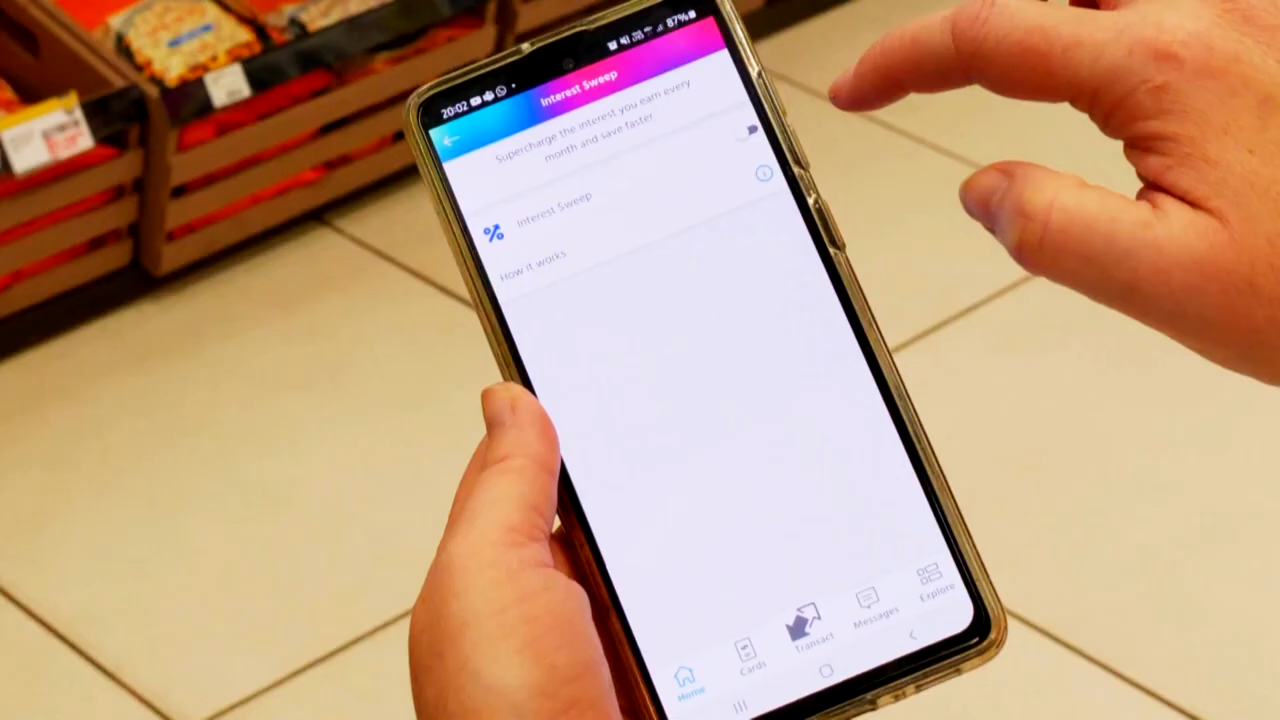 20:02
87%
Interest Sweep
Supercharge the interest you earn every
month and save faster
Interest Sweep
How it works
Home
Cards
Transact
Messages
Explore